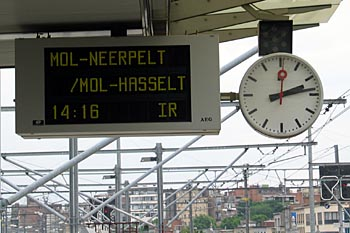 MOL-NEERPELT
/MOL-HASSELT
14:16 IR
AEG